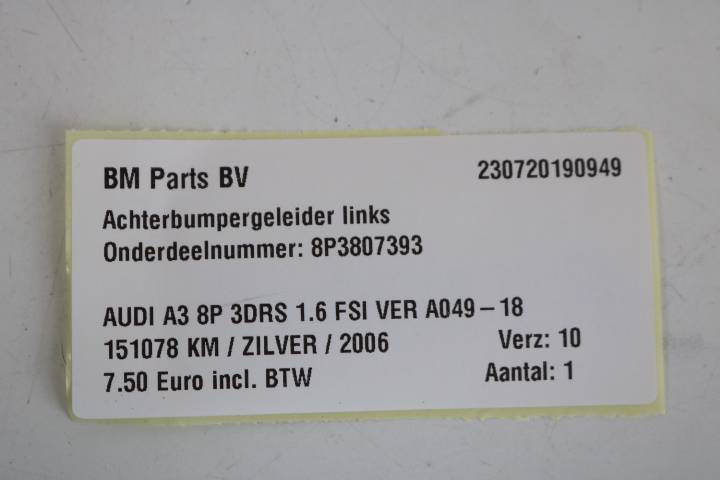 BM Parts BV 230720190949
Achterbumpergeleider links
Onderdeelnummer: 8P3807393
AUDI A3 8P 3DRS 1.6 FSI VER A049-18
151078 KM / ZILVER / 2006 Verz: 10
7.50 Euro incl. BTW Aantal: 1